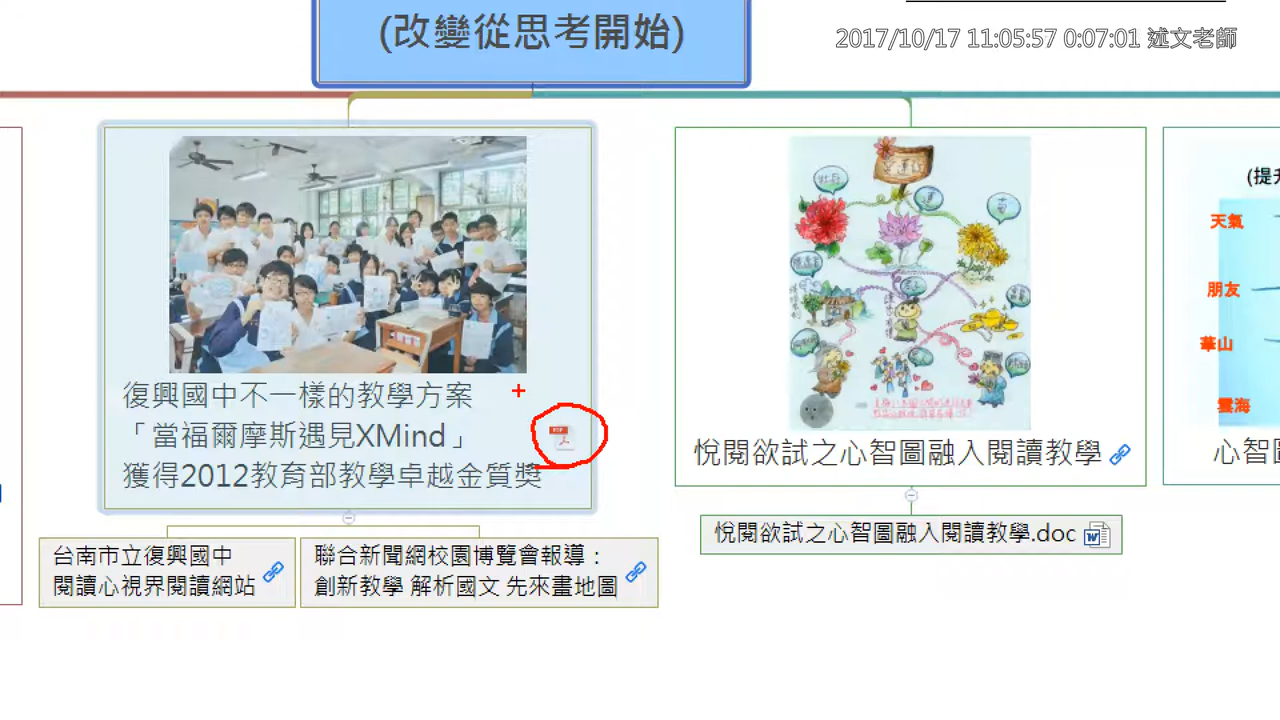 (改變從思考開始)
2017/10/17 11:05:57 0:07:01 述文老師
復興國中不一樣的教學方案
「當福爾摩斯遇見XMind」
獲得2012教育部教學卓越金質獎
PDF
台南市立復興國中
閱讀心視界閱讀網站
聯合新聞網校園博覽會報導：
創新教學 解析國文 先來畫地圖
悅閱欲試之心智圖融入閱讀教學
悅閱欲試之心智圖融入閱讀教學.doc
W
(提升
天氣
朋友
華山
雲海
心智圖